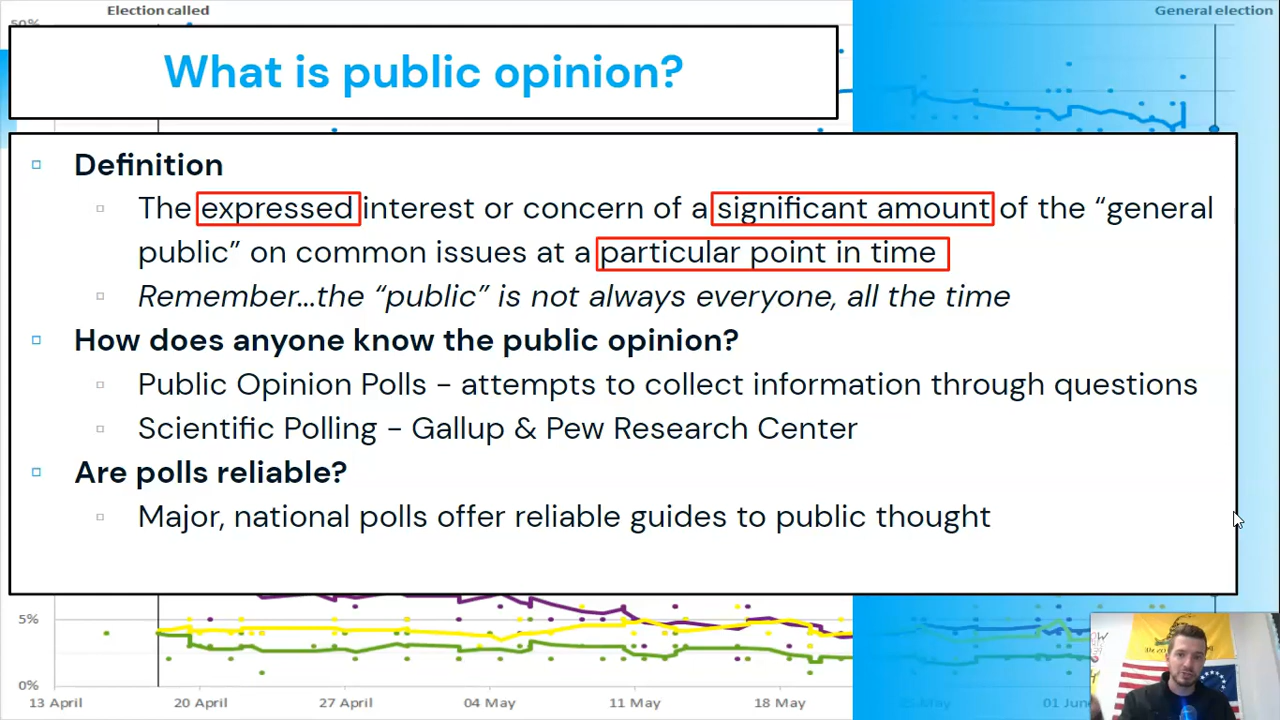 Election called
General election
50%
What is public opinion?
Definition
The expressed interest or concern of a significant amount of the “general
public” on common issues at a particular point in time
Remember...the “public” is not always everyone, all the time
How does anyone know the public opinion?
Public Opinion Polls – attempts to collect information through questions
Scientific Polling – Gallup & Pew Research Center
Are polls reliable?
Major, national polls offer reliable guides to public thought
5%
0%
13 April
20 April
27 April
04 May
11 May
18 May
May
01 June